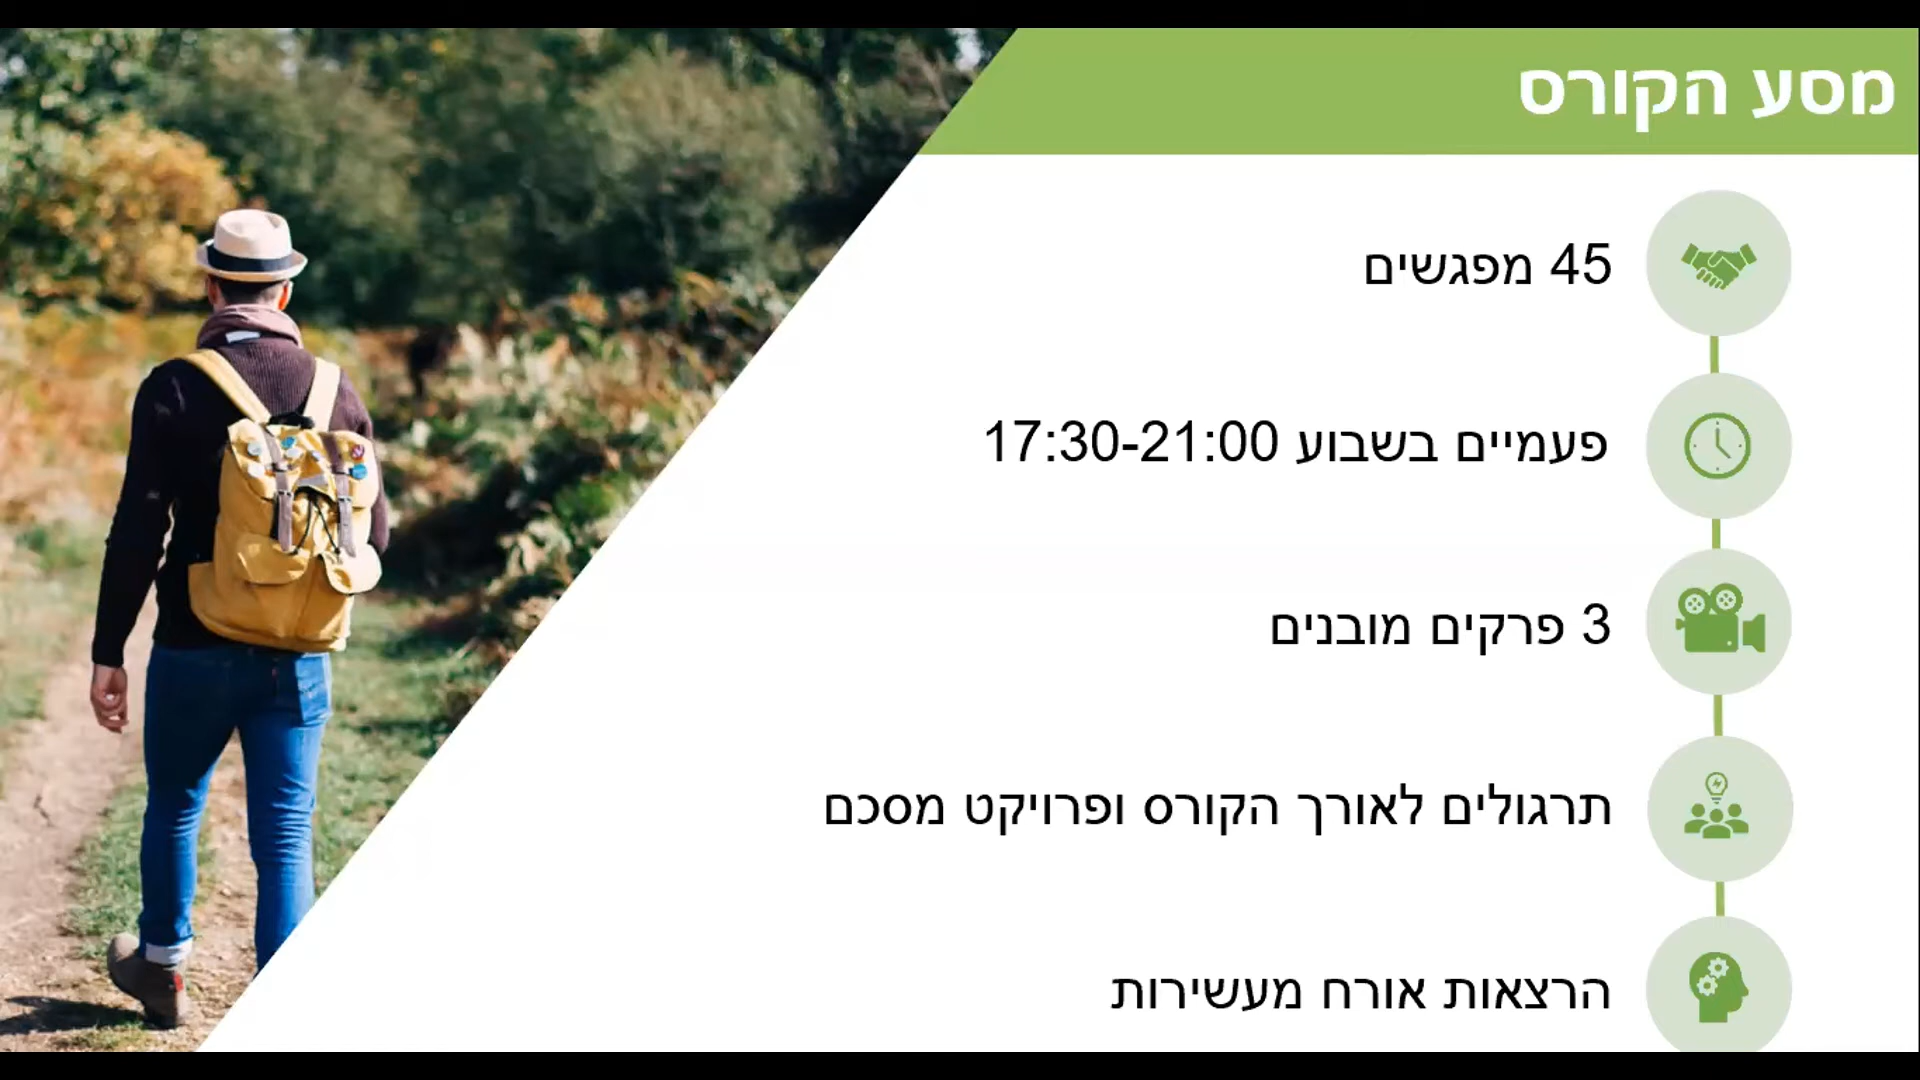 מסע הקורס
45 מפגשים
פעמיים בשבוע 17:30-21:00
3 פרקים מובנים
תרגולים לאורך הקורס ופרויקט מסכם
הרצאות אורח מעשירות